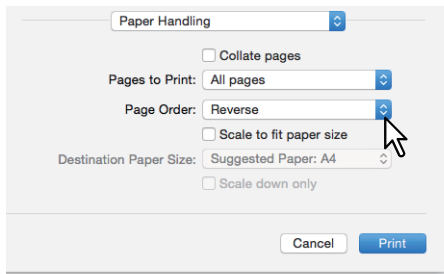 Paper Handling
Collate pages
Pages to Print: All pages
Page Order: Reverse
Scale to fit paper size
Destination Paper Size: Suggested Paper: A4
Scale down only
Cancel Print